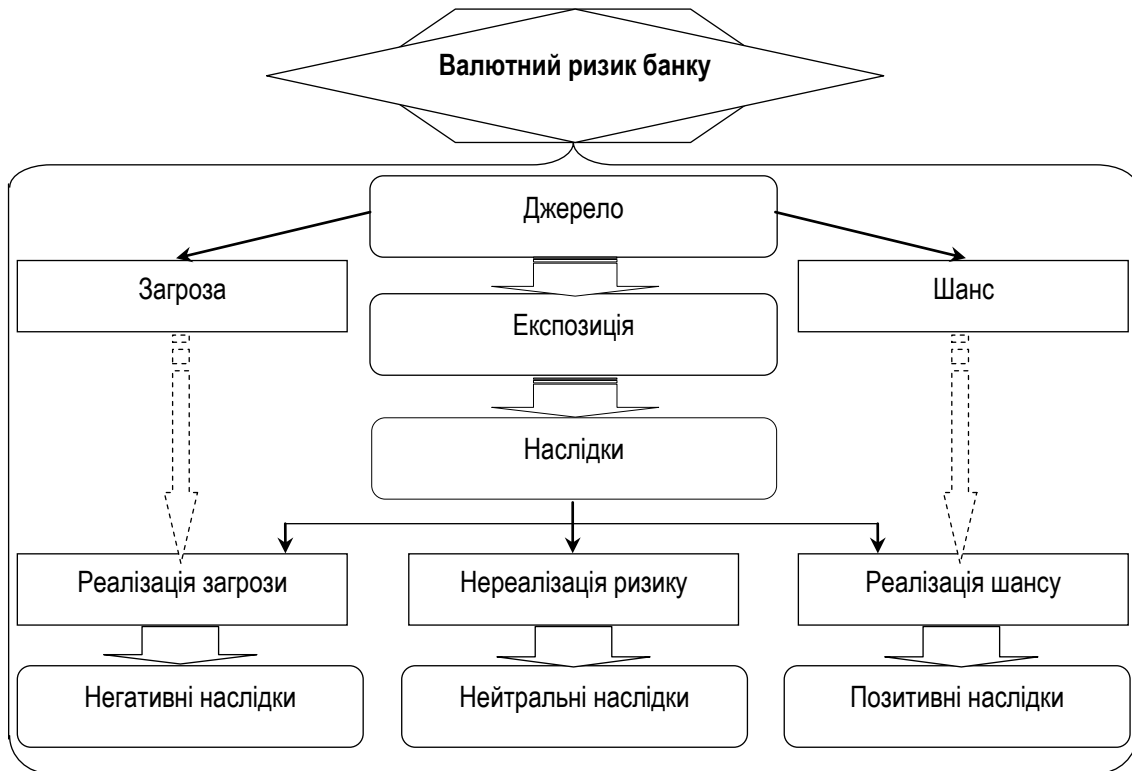 Валютний ризик банку
Джерело
Загроза
Шанс
Експозиція
Наслідки
Реалізація загрози
Нереалізація ризику
Реалізація шансу
Негативні наслідки
Нейтральні наслідки
Позитивні наслідки